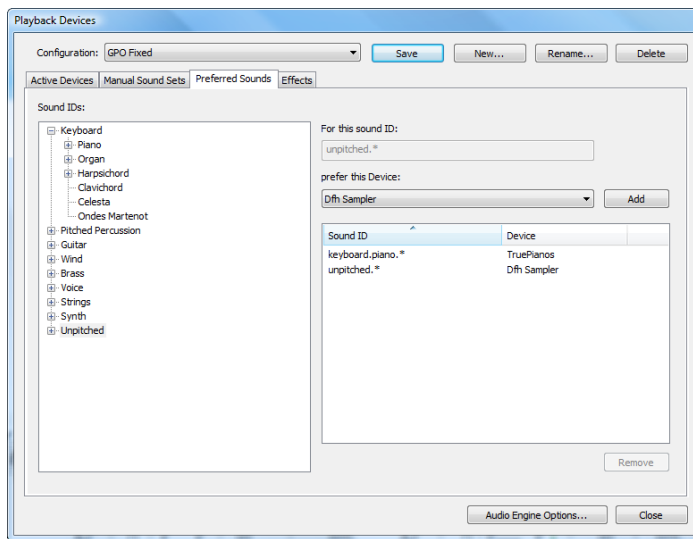 Playback Devices
Configuration: GPO Fixed Save New... Rename... Delete
Active Devices Manual Sound Sets Preferred Sounds Effects
Sound IDs:
Keyboard
Piano
Organ
Harpsichord
Clavichord
Celesta
Ondes Martenot
Pitched Percussion
Guitar
Wind
Brass
Voice
Strings
Synth
Unpitched
For this sound ID:
unpitched.*
prefer this Device:
Dfh Sampler Add
Sound ID Device
keyboard.piano.* TruePianos
unpitched.* Dfh Sampler
Remove
Audio Engine Options... Close